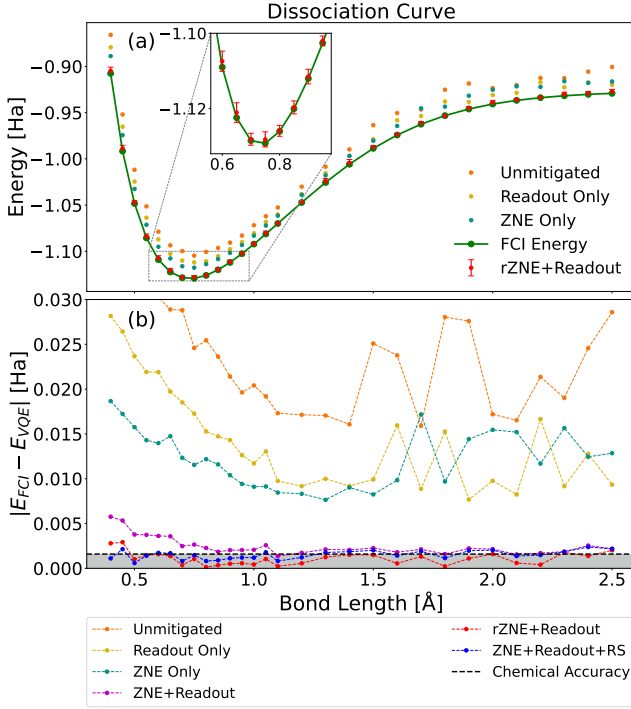 Dissociation Curve
(a)
Energy [Ha]
−0.90
−0.95
−1.00
−1.05
−1.10
−1.10
−1.12
0.6
0.8
Unmitigated
Readout Only
ZNE Only
FCI Energy
rZNE+Readout
(b)
|E_FCI − E_VQE| [Ha]
0.030
0.025
0.020
0.015
0.010
0.005
0.000
0.5
1.0
1.5
2.0
2.5
Bond Length [Å]
Unmitigated
Readout Only
ZNE Only
ZNE+Readout
rZNE+Readout
ZNE+Readout+RS
Chemical Accuracy